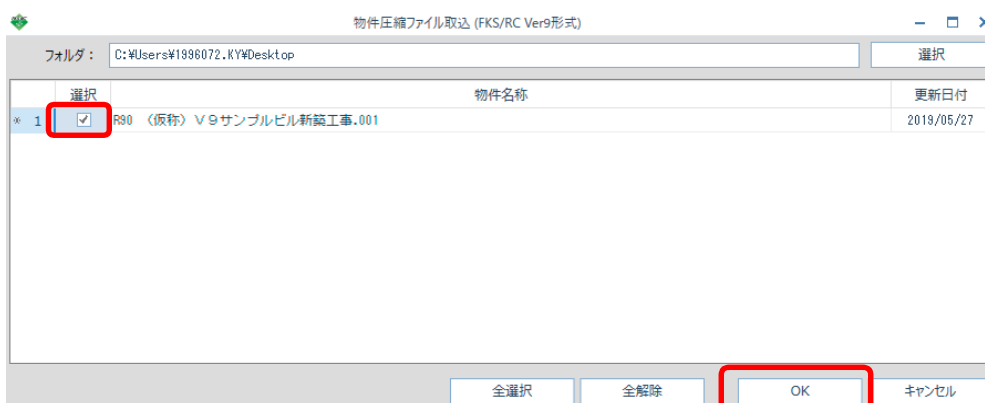 物件圧縮ファイル取込 (FKS/RC Ver9形式)
フォルダ： C:¥Users¥1996072.KY¥Desktop 選択
選択 物件名称 更新日付
* 1 R90 （仮称）Ｖ９サンプルビル新築工事.001 2019/05/27
全選択 全解除 OK キャンセル